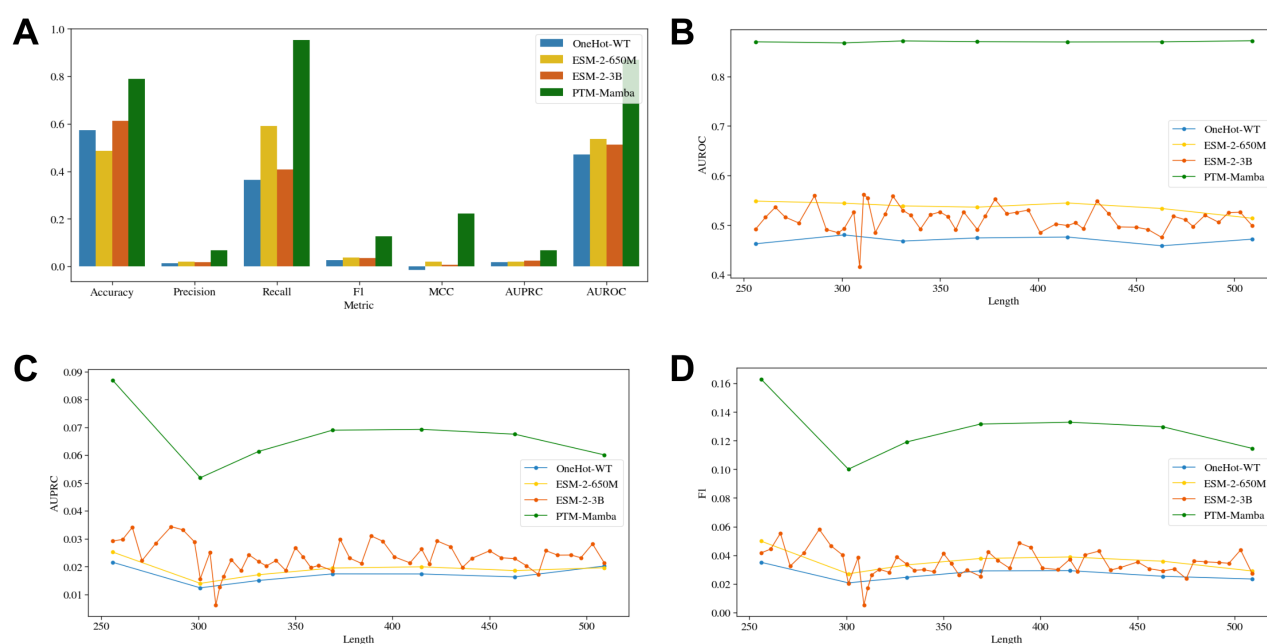 A
1.0
0.8
0.6
0.4
0.2
0.0
OneHot-WT
ESM-2-650M
ESM-2-3B
PTM-Mamba
Accuracy Precision Recall F1 MCC AUPRC AUROC
Metric
B
AUROC
0.8
0.7
0.6
0.5
0.4
OneHot-WT
ESM-2-650M
ESM-2-3B
PTM-Mamba
250 300 350 400 450 500
Length
C
AUPRC
0.09
0.08
0.07
0.06
0.05
0.04
0.03
0.02
0.01
OneHot-WT
ESM-2-650M
ESM-2-3B
PTM-Mamba
250 300 350 400 450 500
Length
D
F1
0.16
0.14
0.12
0.10
0.08
0.06
0.04
0.02
0.00
OneHot-WT
ESM-2-650M
ESM-2-3B
PTM-Mamba
250 300 350 400 450 500
Length